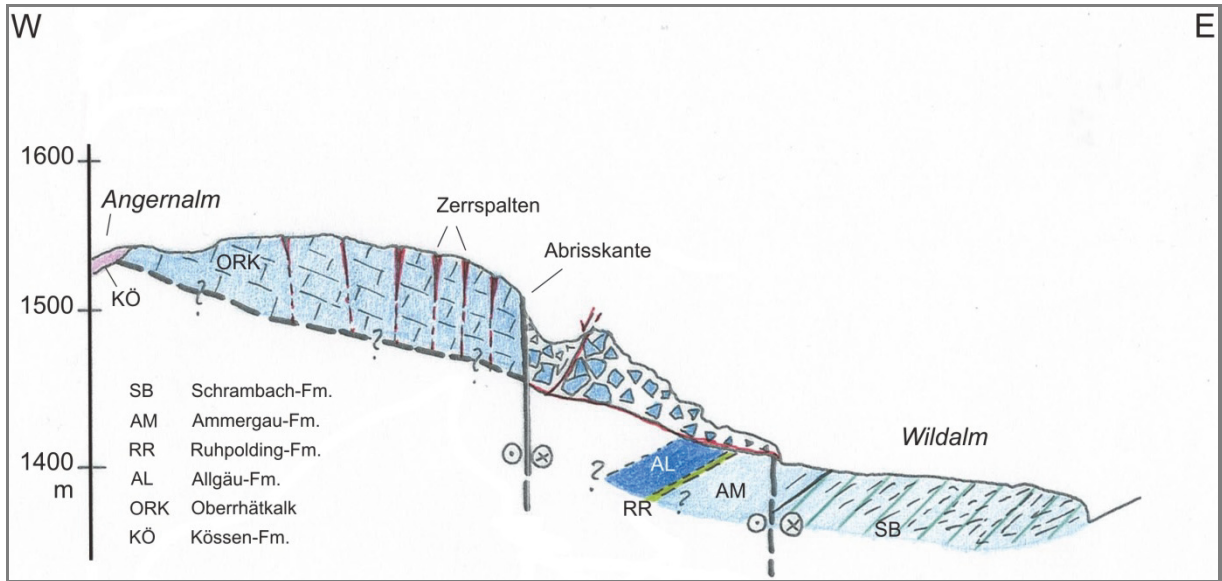 W
E
1600
Angernalm
Zerrspalten
Abrisskante
ORK
KÖ
?
1500
?
?
SB Schrambach-Fm.
AM Ammergau-Fm.
RR Ruhpolding-Fm.
AL Allgäu-Fm.
ORK Oberrhätkalk
KÖ Kössen-Fm.
Wildalm
1400
m
?
AL
RR
?
AM
SB